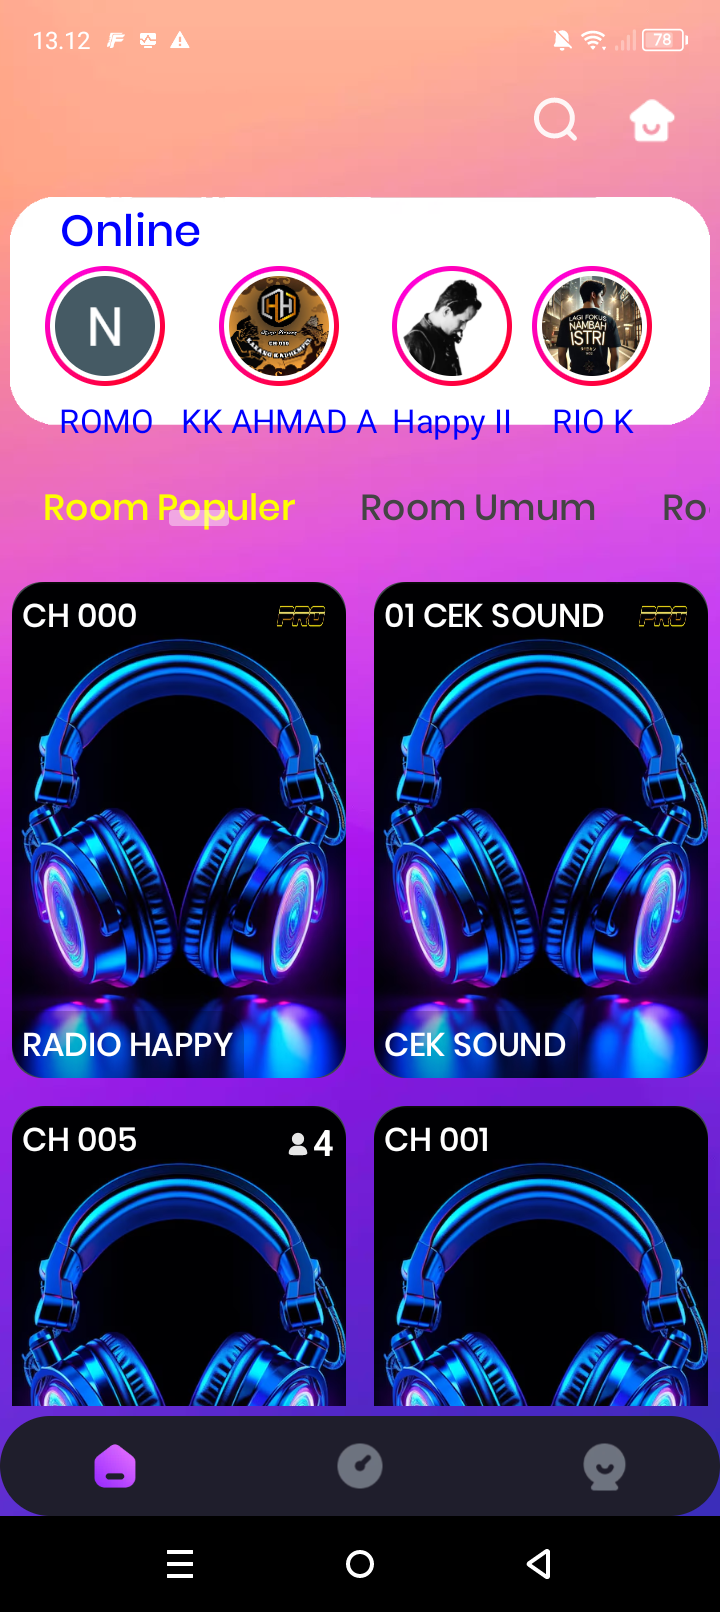 13.12
78
Online
N
LAGI FOKUS
NAMBAH
ISTRI
ROMO
KK AHMAD A
Happy II
RIO K
Room Populer
Room Umum
Ro
CH 000
PRO
01 CEK SOUND
PRO
RADIO HAPPY
CEK SOUND
CH 005
4
CH 001